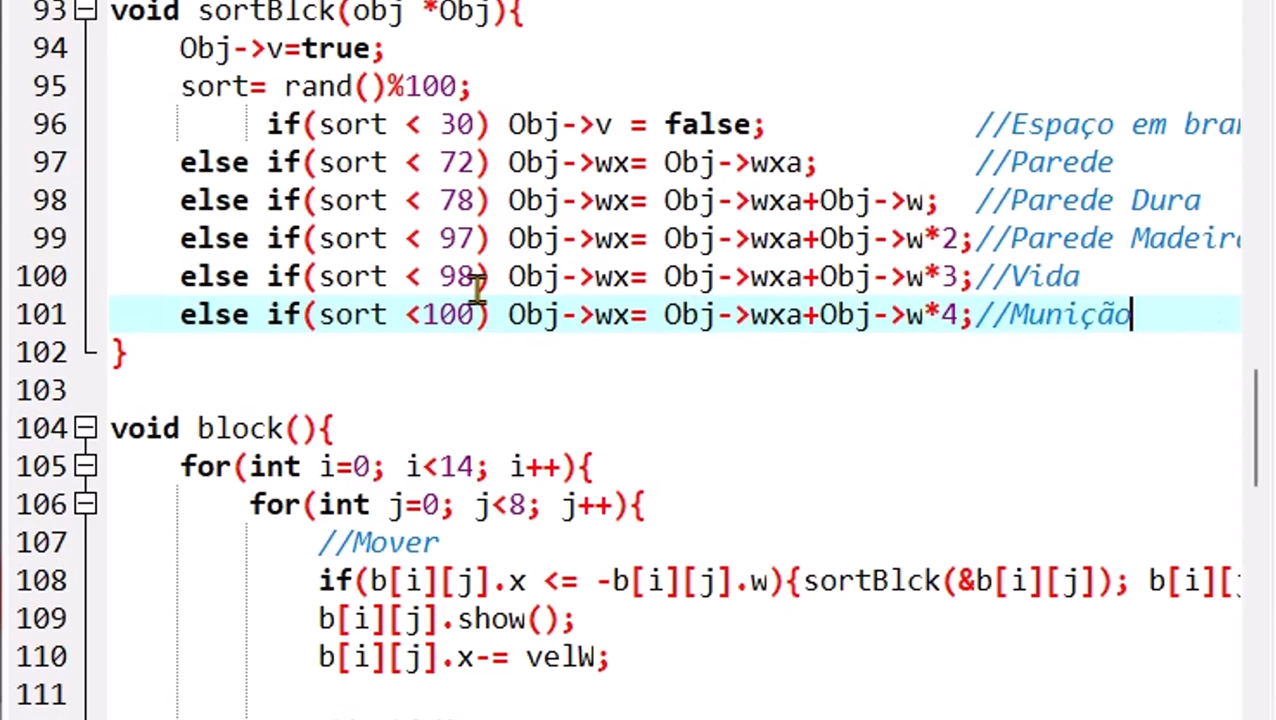 93 void sortBlck(obj *Obj){
94 Obj->v=true;
95 sort= rand()%100;
96 if(sort < 30) Obj->v = false; //Espaço em
97 else if(sort < 72) Obj->wx= Obj->wxa; //Parede
98 else if(sort < 78) Obj->wx= Obj->wxa+Obj->w; //Parede Dura
99 else if(sort < 97) Obj->wx= Obj->wxa+Obj->w*2;//Parede
100 else if(sort < 98) Obj->wx= Obj->wxa+Obj->w*3;//Vida
101 else if(sort <100) Obj->wx= Obj->wxa+Obj->w*4;//Munição
102 }
103
104 void block(){
105 for(int i=0; i<14; i++){
106 for(int j=0; j<8; j++){
107 //Mover
108 if(b[i][j].x <= -b[i][j].w){sortBlck(&b[i][j]); b[i][j
109 b[i][j].show();
110 b[i][j].x-= velW;
111